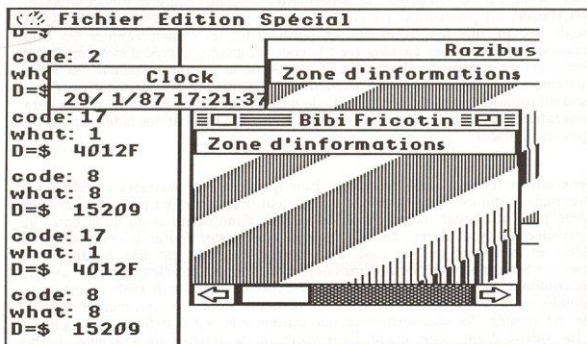 Fichier Edition Spécial
D=$
code: 2
D=$
Clock
29/ 1/87 17:21:37
Razibus
Zone d'informations
Bibi Fricotin
Zone d'informations
code: 17
what: 1
D=$ 4012F
code: 8
what: 8
D=$ 15209
code: 17
what: 1
D=$ 4012F
code: 8
what: 8
D=$ 15209